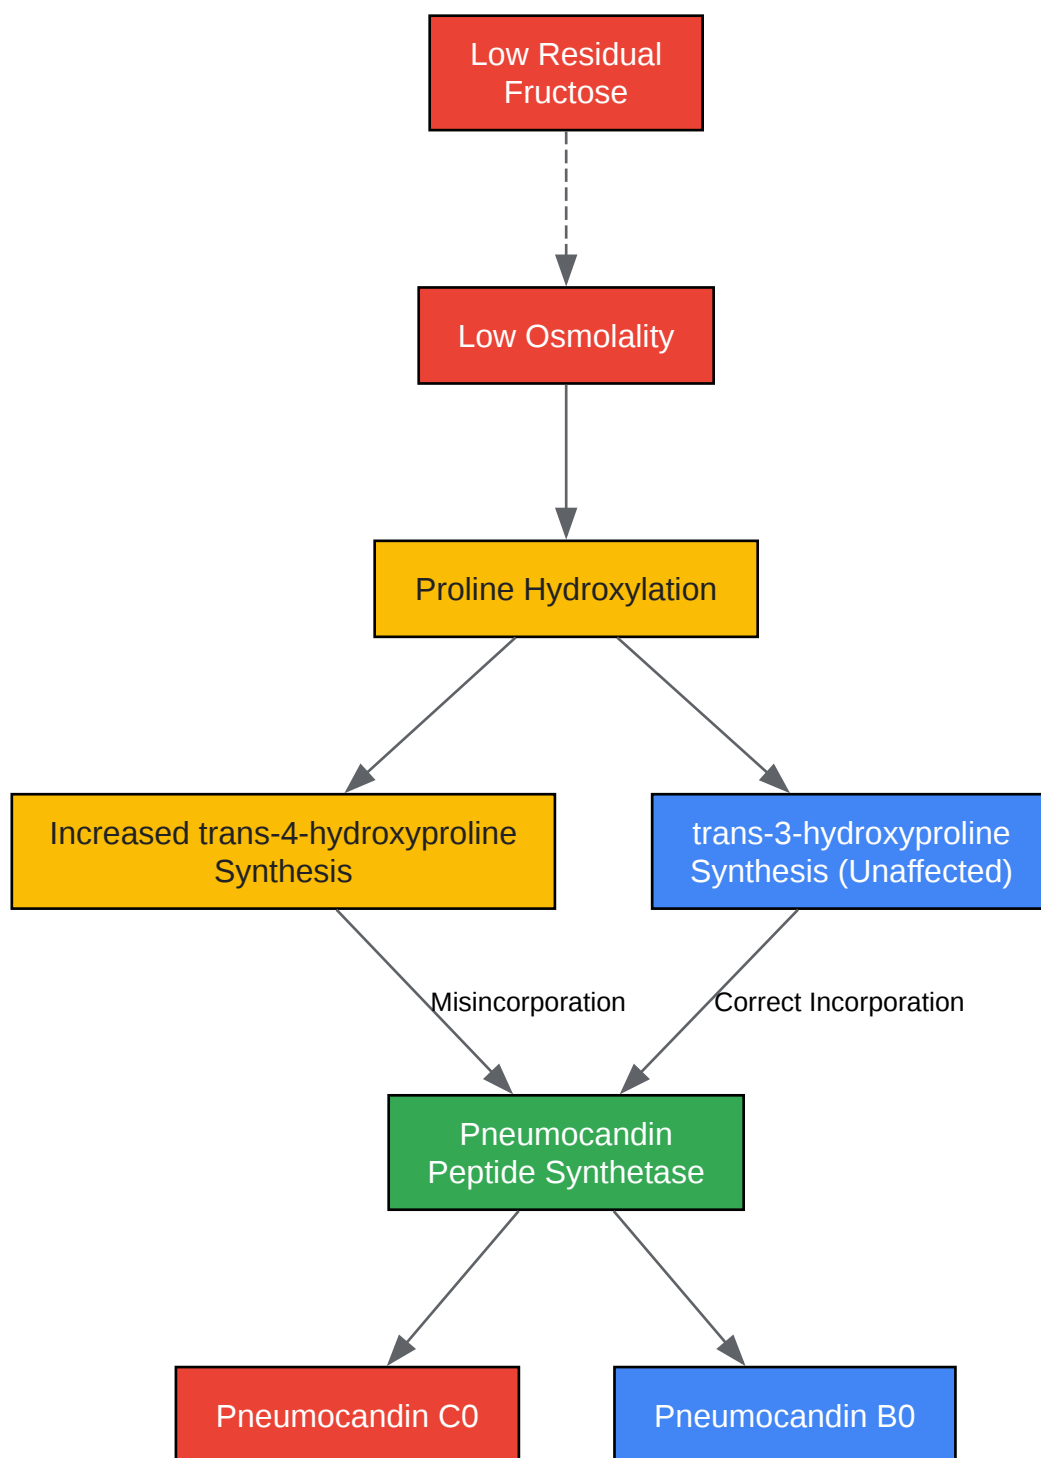 Low Residual
Fructose
Low Osmolality
Proline Hydroxylation
Increased trans-4-hydroxyproline
Synthesis
trans-3-hydroxyproline
Synthesis (Unaffected)
Misincorporation
Correct Incorporation
Pneumocandin
Peptide Synthetase
Pneumocandin C0
Pneumocandin B0